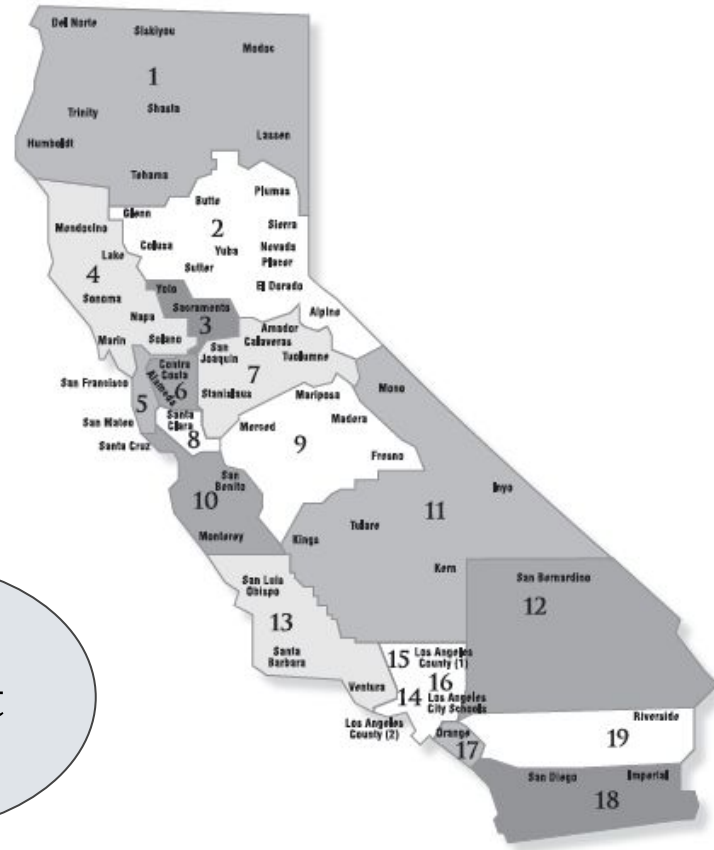 Del Norte
Siskiyou
Modoc
1
Trinity
Shasta
Humboldt
Lassen
Tehama
Plumas
Butte
Glenn
2
Sierra
Mendocino
Colusa
Yuba
Nevada
Lake
Placer
Sutter
4
Yolo
El Dorado
Sonoma
Sacramento
Napa
3
Alpine
Amador
Marin
Solano
San
Joaquin
Calaveras
Tuolumne
Contra
Costa
7
San Francisco
Alameda
6
Mono
Stanislaus
Mariposa
5
Santa
Clara
San Mateo
Merced
Madera
8
9
Santa Cruz
Fresno
San
Benito
Inyo
10
11
Tulare
Monterey
Kings
Kern
San Luis
Obispo
San Bernardino
12
13
Santa
Barbara
15
Los Angeles
County (1)
16
Ventura
14
Los Angeles
City Schools
Los Angeles
County (2)
Orange
17
Riverside
19
San Diego
Imperial
18